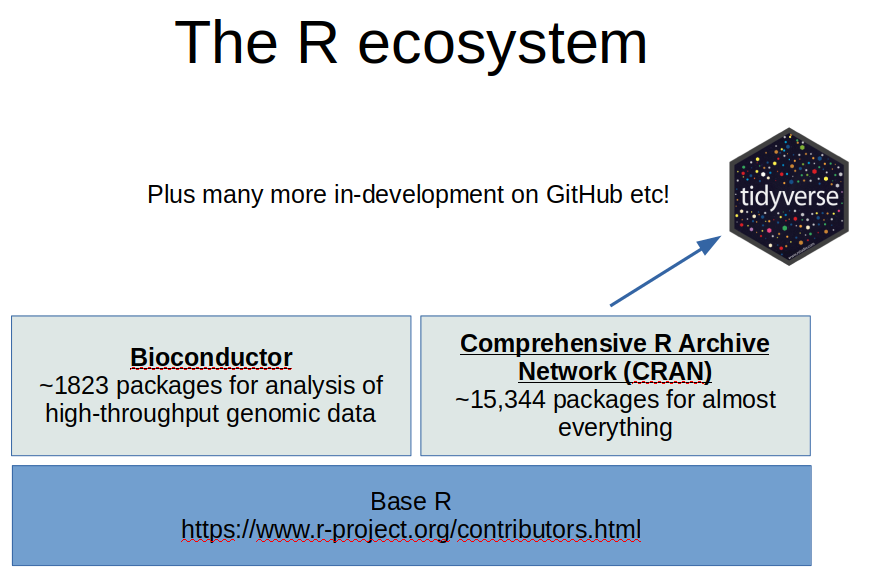 The R ecosystem
Plus many more in-development on GitHub etc!
tidyverse
Bioconductor
~1823 packages for analysis of
high-throughput genomic data
Comprehensive R Archive
Network (CRAN)
~15,344 packages for almost
everything
Base R
https://www.r-project.org/contributors.html